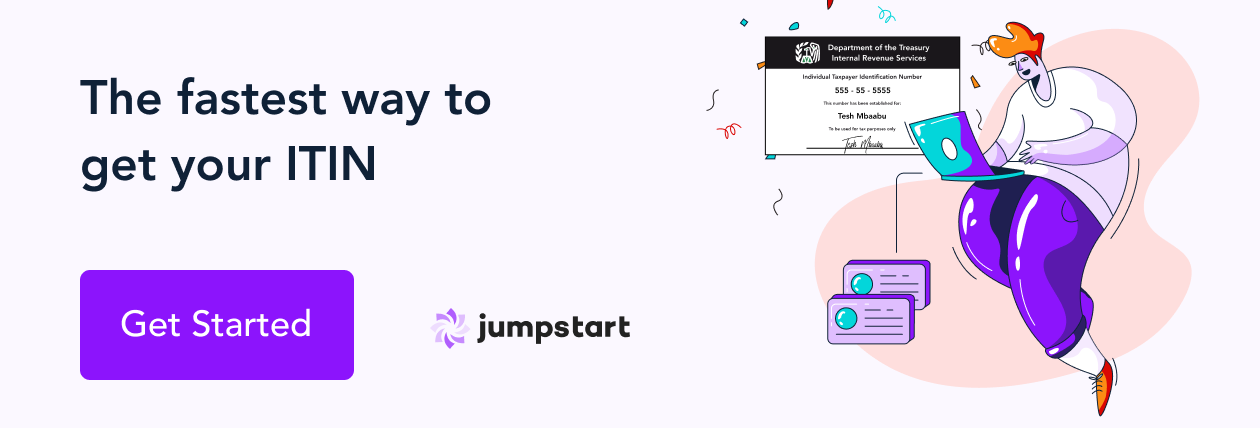 The fastest way to
get your ITIN
Get Started
jumpstart
Department of the Treasury
Internal Revenue Services
Individual Taxpayer Identification Number
555 - 55 - 5555
This number has been established for:
Tesh Mbaabu
To be used for tax purposes only
Tesh Mbaabu